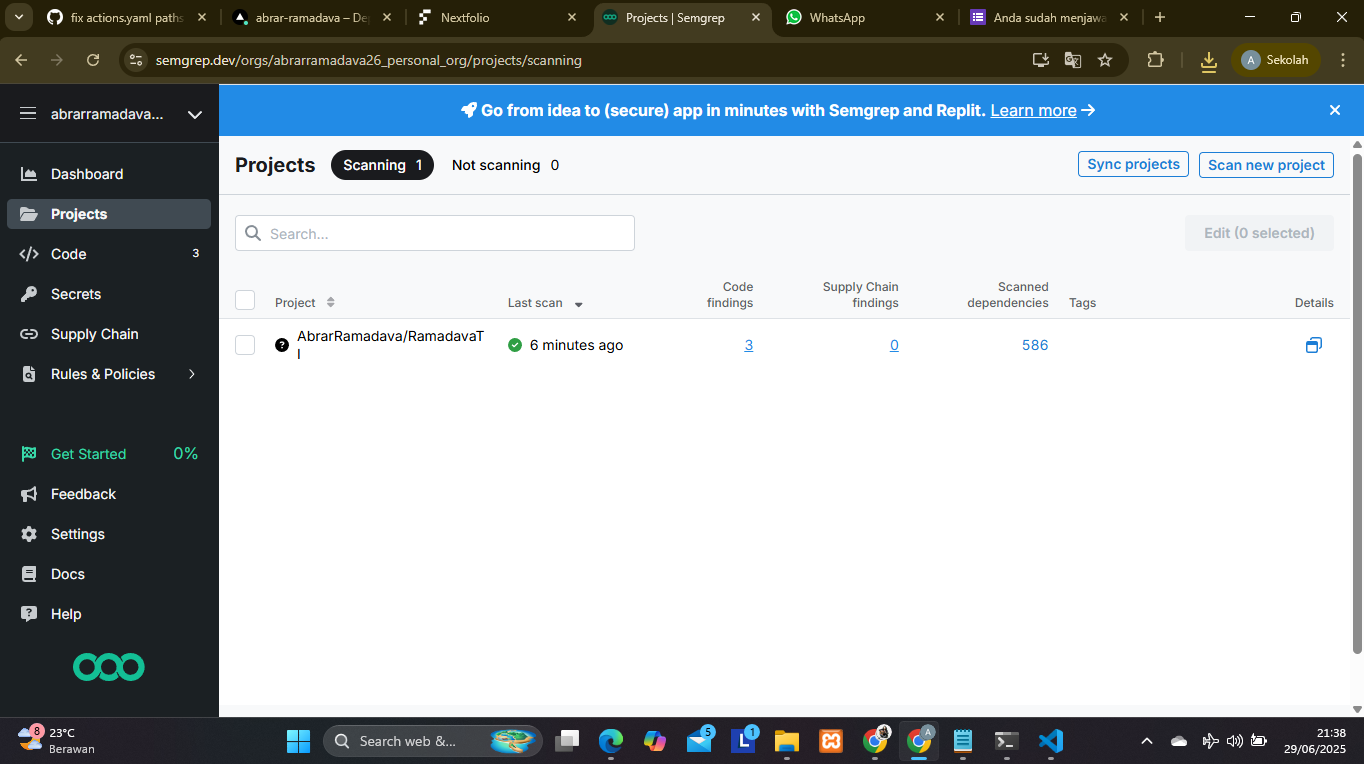 fix actions.yaml paths
abrar-ramadava – De
Nextfolio
Projects | Semgrep
WhatsApp
Anda sudah menjawa
semgrep.dev/orgs/abrarramadava26_personal_org/projects/scanning
A
Sekolah
abrarramadava...
Go from idea to (secure) app in minutes with Semgrep and Replit. Learn more
Dashboard
Projects
Code 3
Secrets
Supply Chain
Rules & Policies
Get Started 0%
Feedback
Settings
Docs
Help
Projects Scanning 1 Not scanning 0 Sync projects Scan new project
Search... Edit (0 selected)
Project Last scan Code findings Supply Chain findings Scanned dependencies Tags Details
AbrarRamadava/RamadavaT
I
6 minutes ago 3 0 586
8
23°C
Berawan
Search web &...
5
1
A
21:38
29/06/2025